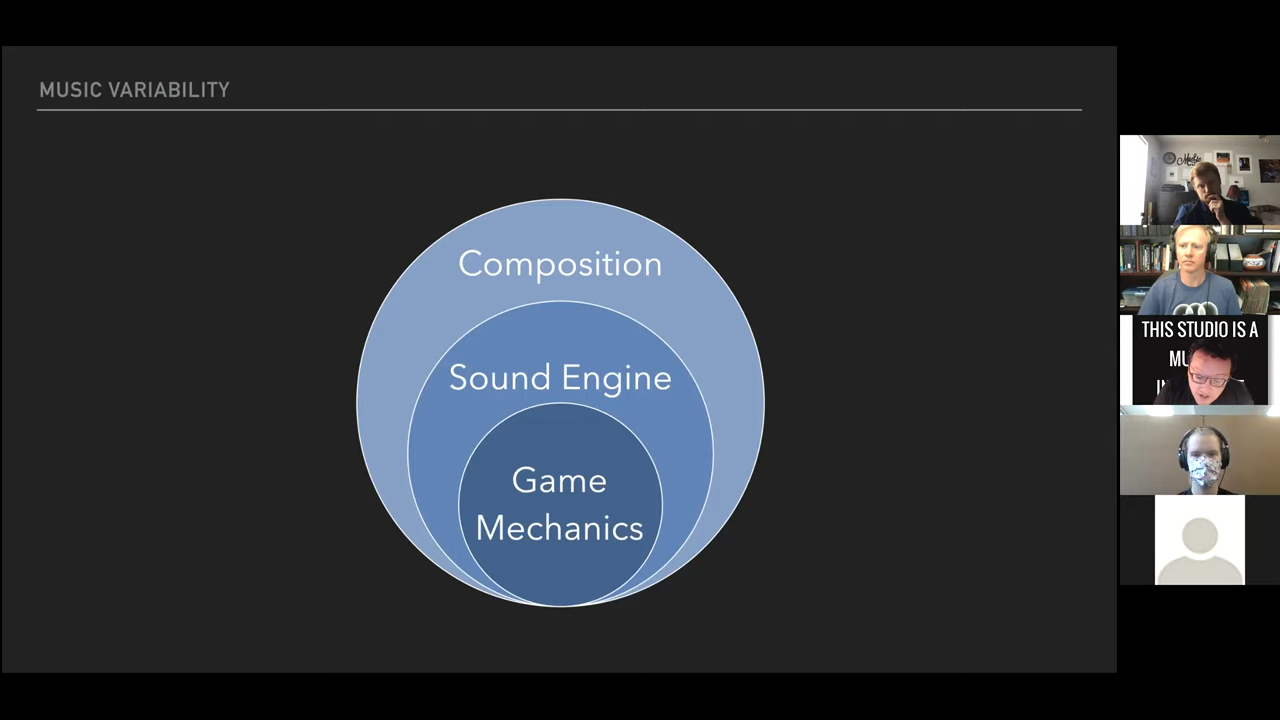 MUSIC VARIABILITY
Composition
Sound Engine
Game
Mechanics
THIS STUDIO IS A